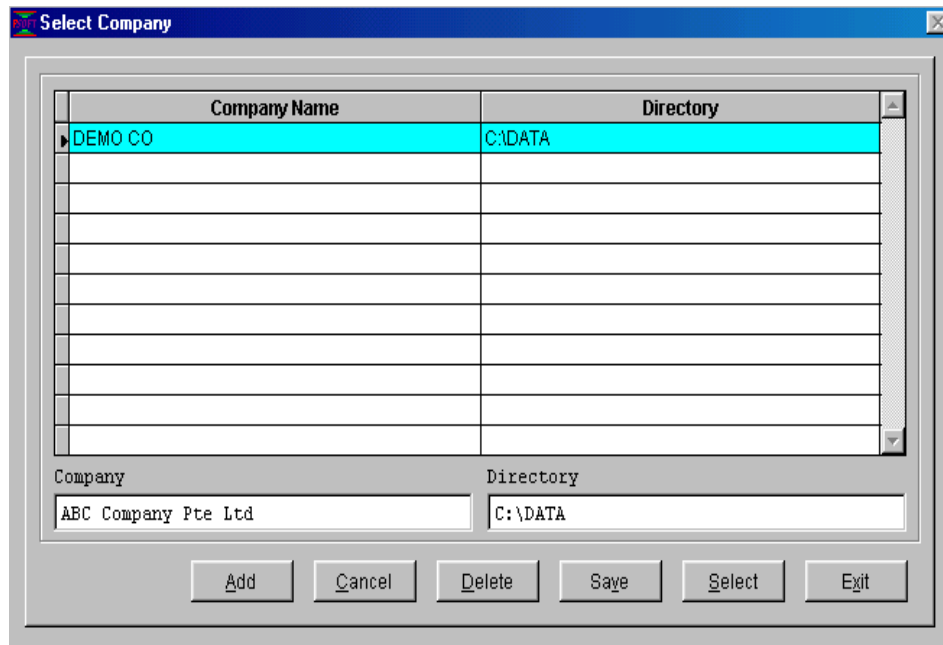 Select Company
Company Name Directory
DEMO CO C:\DATA
Company Directory
ABC Company Pte Ltd C:\DATA
Add Cancel Delete Save Select Exit